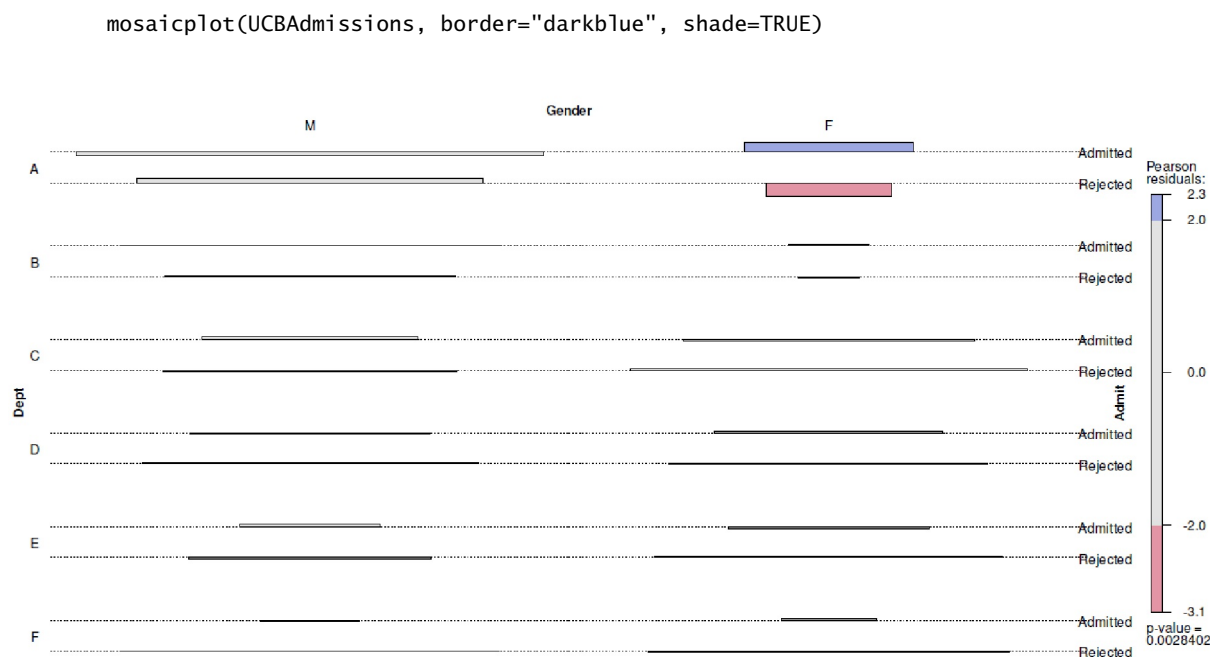 mosaicplot(UCBAdmissions, border="darkblue", shade=TRUE)
Gender
M F
A
Admitted
Rejected
B
Admitted
Rejected
C
Admitted
Rejected
D
Admitted
Rejected
E
Admitted
Rejected
F
Admitted
Rejected
Dept
Admit
Pearson
residuals:
2.3
2.0
0.0
-2.0
-3.1
p-value =
0.0028402